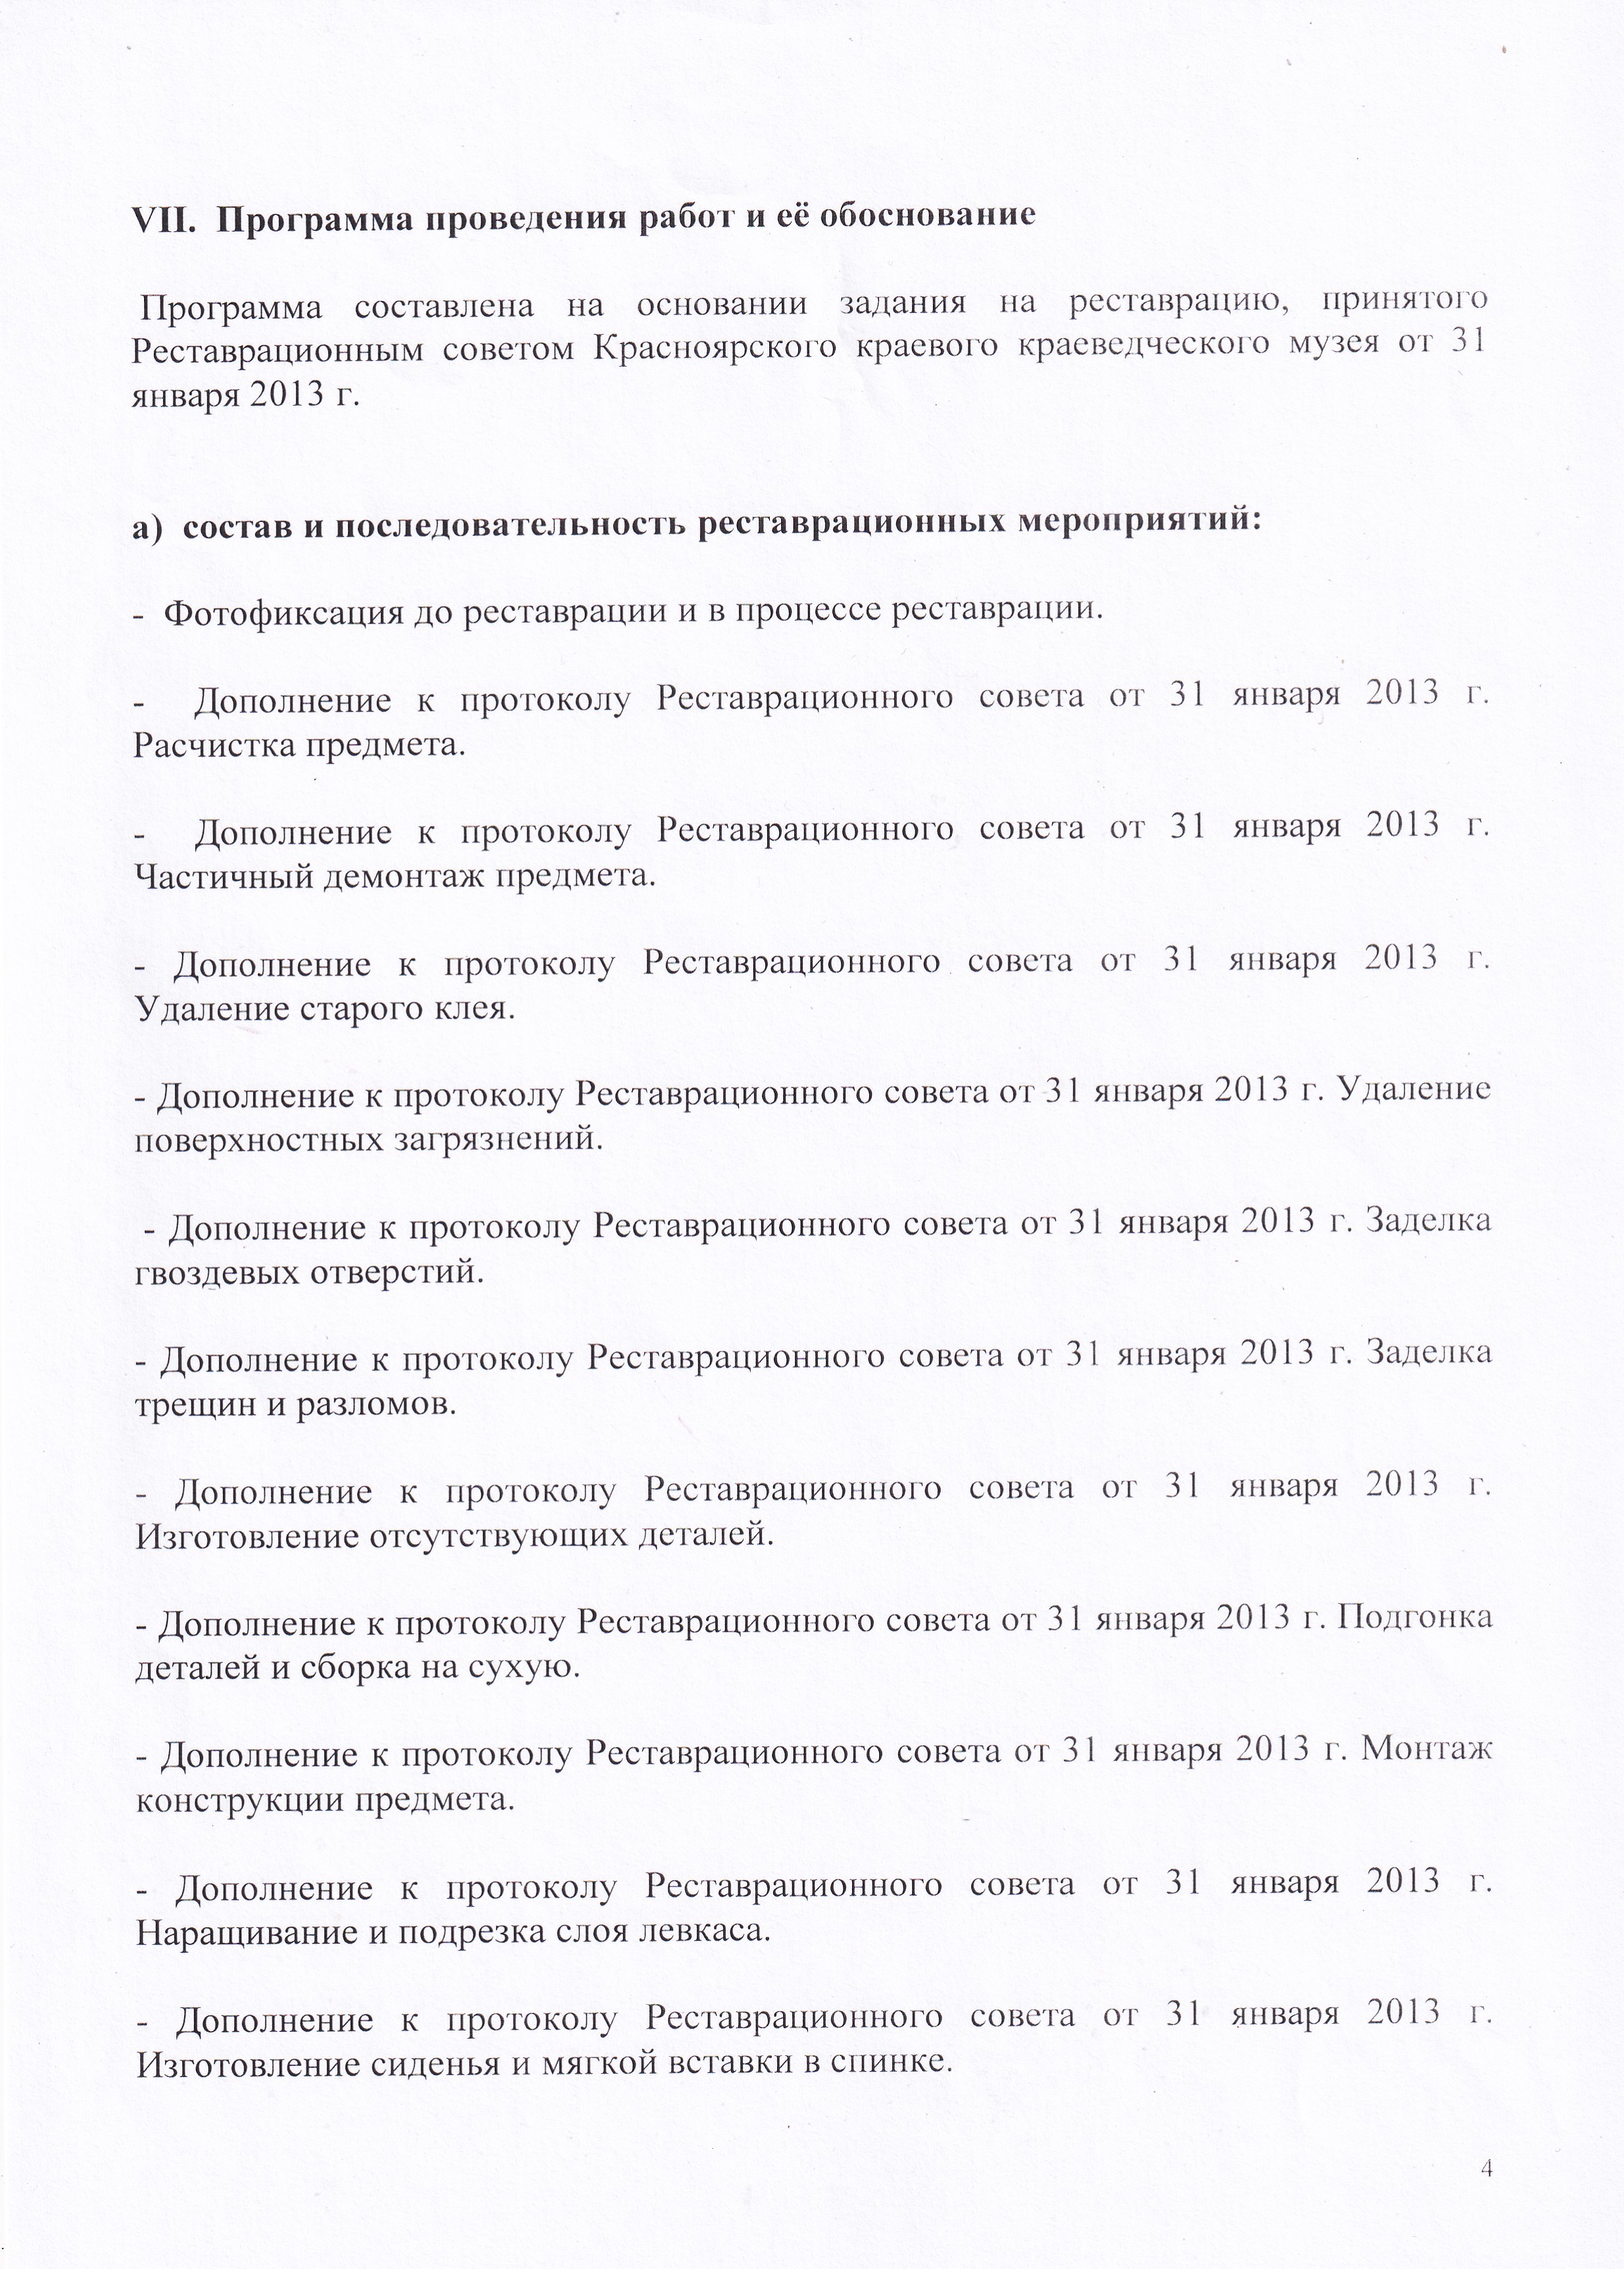 VII. Программа проведения работ и её обоснование
Программа составлена на основании задания на реставрацию, принятого
Реставрационным советом Красноярского краевого краеведческого музея от 31
января 2013 г.
а) состав и последовательность реставрационных мероприятий:
- Фотофиксация до реставрации и в процессе реставрации.
- Дополнение к протоколу Реставрационного совета от 31 января 2013 г.
Расчистка предмета.
- Дополнение к протоколу Реставрационного совета от 31 января 2013 г.
Частичный демонтаж предмета.
- Дополнение к протоколу Реставрационного совета от 31 января 2013 г.
Удаление старого клея.
- Дополнение к протоколу Реставрационного совета от 31 января 2013 г. Удаление
поверхностных загрязнений.
- Дополнение к протоколу Реставрационного совета от 31 января 2013 г. Заделка
гвоздевых отверстий.
- Дополнение к протоколу Реставрационного совета от 31 января 2013 г. Заделка
трещин и разломов.
- Дополнение к протоколу Реставрационного совета от 31 января 2013 г.
Изготовление отсутствующих деталей.
- Дополнение к протоколу Реставрационного совета от 31 января 2013 г. Подгонка
деталей и сборка на сухую.
- Дополнение к протоколу Реставрационного совета от 31 января 2013 г. Монтаж
конструкции предмета.
- Дополнение к протоколу Реставрационного совета от 31 января 2013 г.
Наращивание и подрезка слоя левкаса.
- Дополнение к протоколу Реставрационного совета от 31 января 2013 г.
Изготовление сиденья и мягкой вставки в спинке.
4